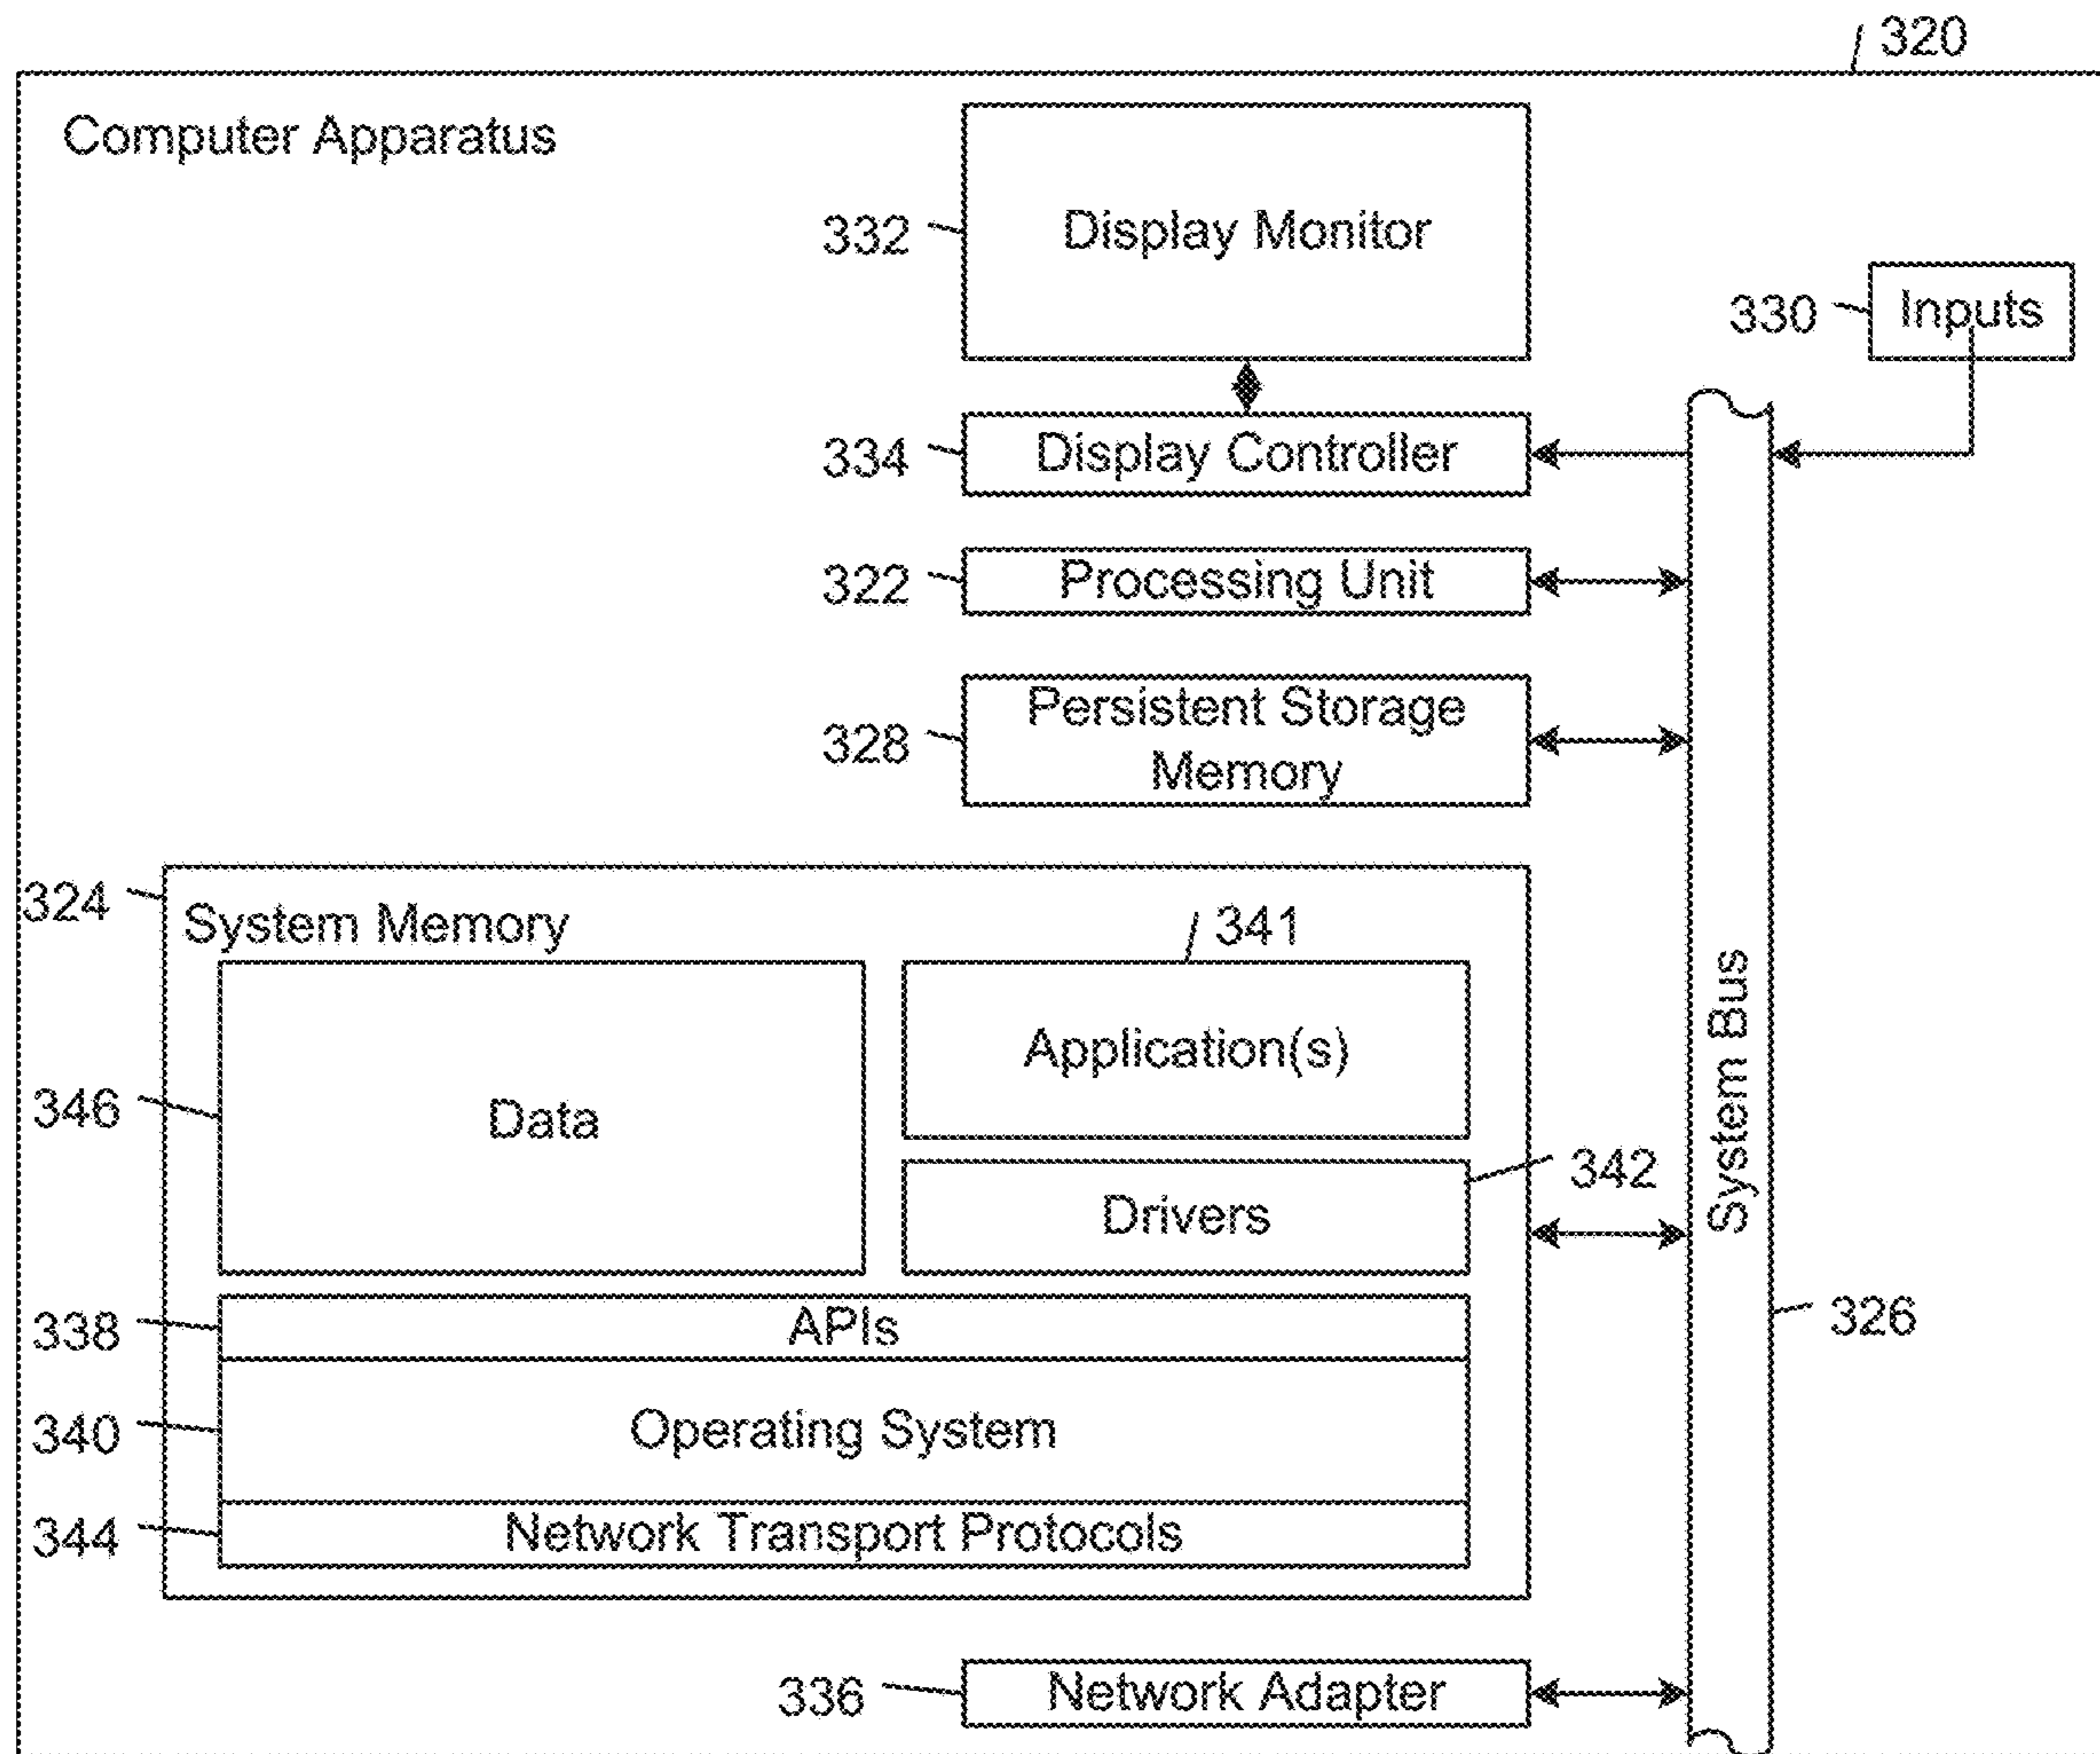 320
Computer Apparatus
332
Display Monitor
330
Inputs
334
Display Controller
322
Processing Unit
328
Persistent Storage
Memory
324
System Memory
341
346
Data
Application(s)
342
Drivers
System Bus
326
338
APIs
340
Operating System
344
Network Transport Protocols
336
Network Adapter